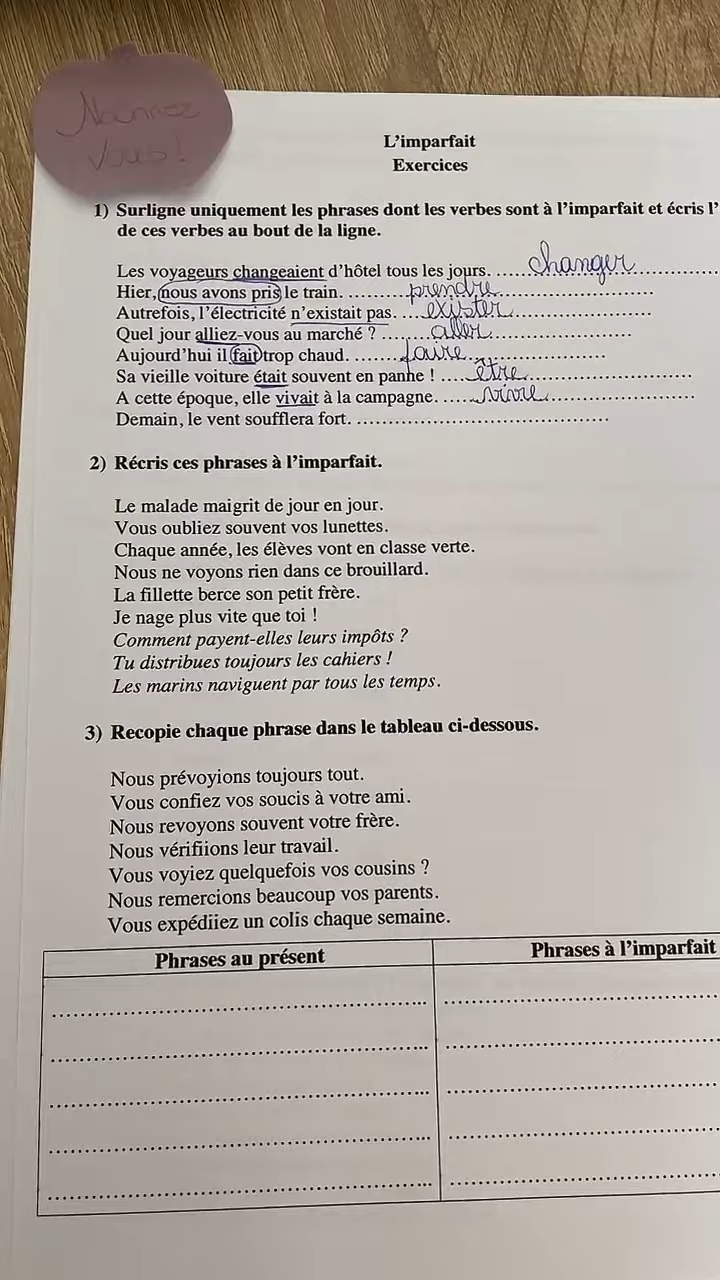 Nommez
Vous !
L'imparfait
Exercices
1) Surligne uniquement les phrases dont les verbes sont à l'imparfait et écris l'
de ces verbes au bout de la ligne.
Les voyageurs changeaient d'hôtel tous les jours. ..... changer ...............
Hier, nous avons pris le train. ........... prendre ..........................
Autrefois, l'électricité n'existait pas. .... exister ..........................
Quel jour alliez-vous au marché ? ........ aller ..........................
Aujourd'hui il fait trop chaud. ........ faire ..........................
Sa vieille voiture était souvent en panne ! ..... être ..........................
A cette époque, elle vivait à la campagne. ..... vivre ..........................
Demain, le vent soufflera fort. ................................................
2) Récris ces phrases à l'imparfait.
Le malade maigrit de jour en jour.
Vous oubliez souvent vos lunettes.
Chaque année, les élèves vont en classe verte.
Nous ne voyons rien dans ce brouillard.
La fillette berce son petit frère.
Je nage plus vite que toi !
Comment payent-elles leurs impôts ?
Tu distribues toujours les cahiers !
Les marins naviguent par tous les temps.
3) Recopie chaque phrase dans le tableau ci-dessous.
Nous prévoyions toujours tout.
Vous confiez vos soucis à votre ami.
Nous revoyons souvent votre frère.
Nous vérifiions leur travail.
Vous voyiez quelquefois vos cousins ?
Nous remercions beaucoup vos parents.
Vous expédiiez un colis chaque semaine.
Phrases au présent Phrases à l'imparfait